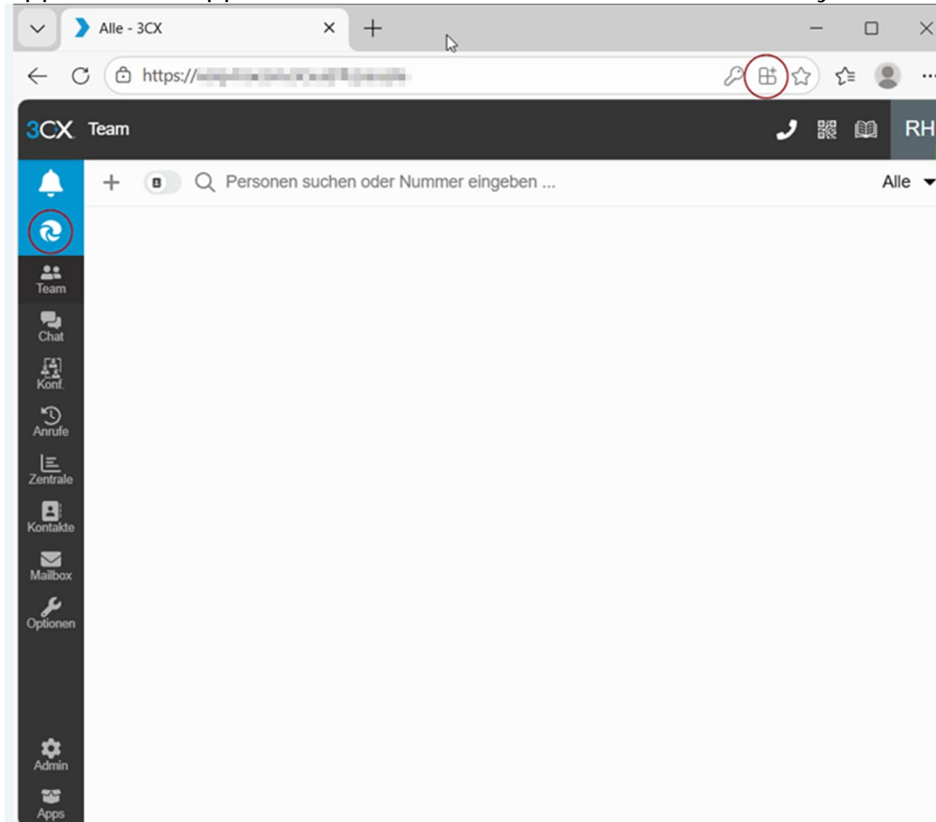 Alle - 3CX
https://
3CX Team
RH
Personen suchen oder Nummer eingeben ...
Alle
Team
Chat
Konf.
Anrufe
Zentrale
Kontakte
Mailbox
Optionen
Admin
Apps